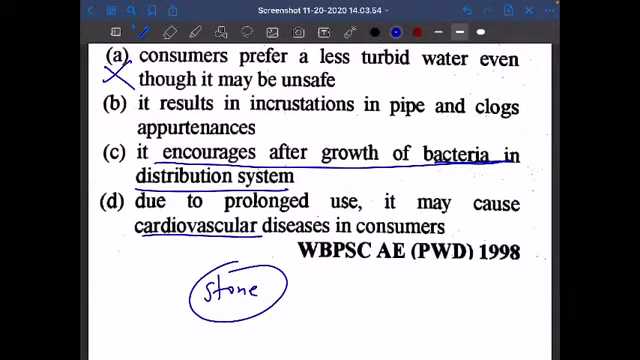 Screenshot 11-20-2020 14.03.54
(a) consumers prefer a less turbid water even
though it may be unsafe
(b) it results in incrustations in pipe and clogs
appurtenances
(c) it encourages after growth of bacteria in
distribution system
(d) due to prolonged use, it may cause
cardiovascular diseases in consumers
WBPSC AE (PWD) 1998
stone